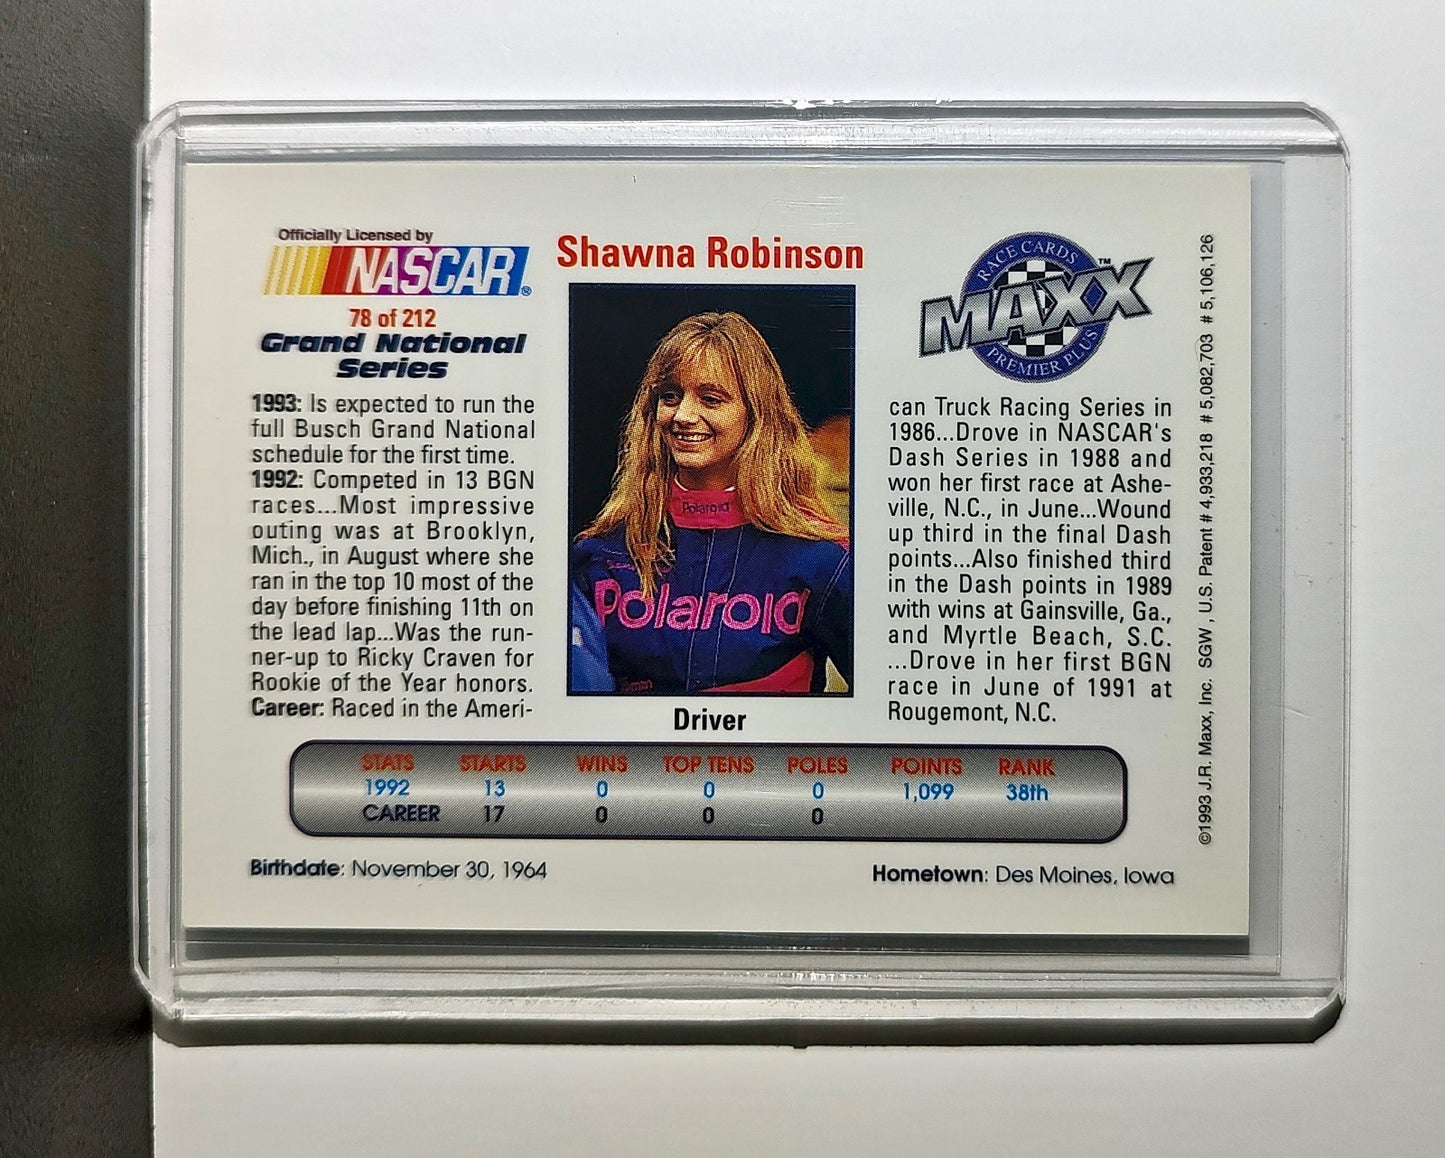 Officially Licensed by
NASCAR®
78 of 212
Grand National
Series
1993: Is expected to run the
full Busch Grand National
schedule for the first time.
1992: Competed in 13 BGN
races...Most impressive
outing was at Brooklyn,
Mich., in August where she
ran in the top 10 most of the
day before finishing 11th on
the lead lap...Was the run-
ner-up to Ricky Craven for
Rookie of the Year honors.
Career: Raced in the Ameri-
Shawna Robinson
Polaroid
Polaroid
Driver
RACE CARDS
MAXX™
PREMIER PLUS
can Truck Racing Series in
1986...Drove in NASCAR's
Dash Series in 1988 and
won her first race at Ashe-
ville, N.C., in June...Wound
up third in the final Dash
points...Also finished third
in the Dash points in 1989
with wins at Gainsville, Ga.,
and Myrtle Beach, S.C.
...Drove in her first BGN
race in June of 1991 at
Rougemont, N.C.
©1993 J.R. Maxx, Inc. SGW, U.S. Patent # 4,933,218 # 5,082,703 # 5,106,126
STATS STARTS WINS TOP TENS POLES POINTS RANK
1992 13 0 0 0 1,099 38th
CAREER 17 0 0 0
Birthdate: November 30, 1964
Hometown: Des Moines, Iowa